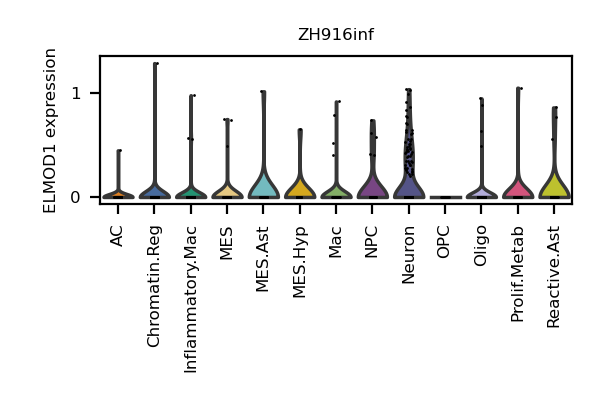 ZH916inf
ELMOD1 expression
1
0
AC
Chromatin.Reg
Inflammatory.Mac
MES
MES.Ast
MES.Hyp
Mac
NPC
Neuron
OPC
Oligo
Prolif.Metab
Reactive.Ast